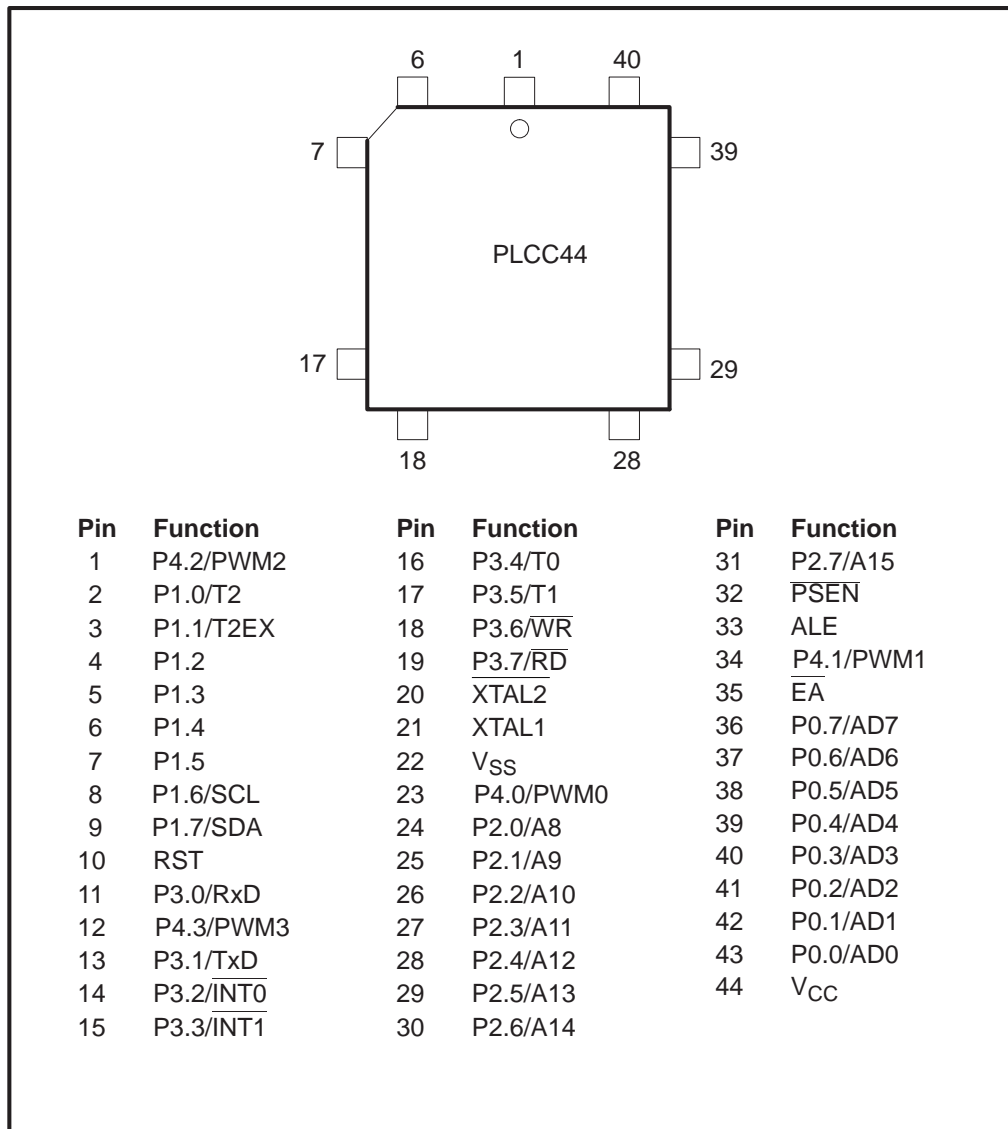 6 1 40
7 39
PLCC44
17 29
18 28
Pin Function Pin Function Pin Function
1 P4.2/PWM2 16 P3.4/T0 31 P2.7/A15
2 P1.0/T2 17 P3.5/T1 32 P̅S̅E̅N̅
3 P1.1/T2EX 18 P3.6/W̅R̅ 33 ALE
4 P1.2 19 P3.7/R̅D̅ 34 P4.1/PWM1
5 P1.3 20 X̅T̅A̅L̅2̅ 35 E̅A̅
6 P1.4 21 XTAL1 36 P0.7/AD7
7 P1.5 22 VSS 37 P0.6/AD6
8 P1.6/SCL 23 P4.0/PWM0 38 P0.5/AD5
9 P1.7/SDA 24 P2.0/A8 39 P0.4/AD4
10 RST 25 P2.1/A9 40 P0.3/AD3
11 P3.0/RxD 26 P2.2/A10 41 P0.2/AD2
12 P4.3/PWM3 27 P2.3/A11 42 P0.1/AD1
13 P3.1/TxD 28 P2.4/A12 43 P0.0/AD0
14 P3.2/I̅N̅T̅0̅ 29 P2.5/A13 44 VCC
15 P3.3/I̅N̅T̅1̅ 30 P2.6/A14